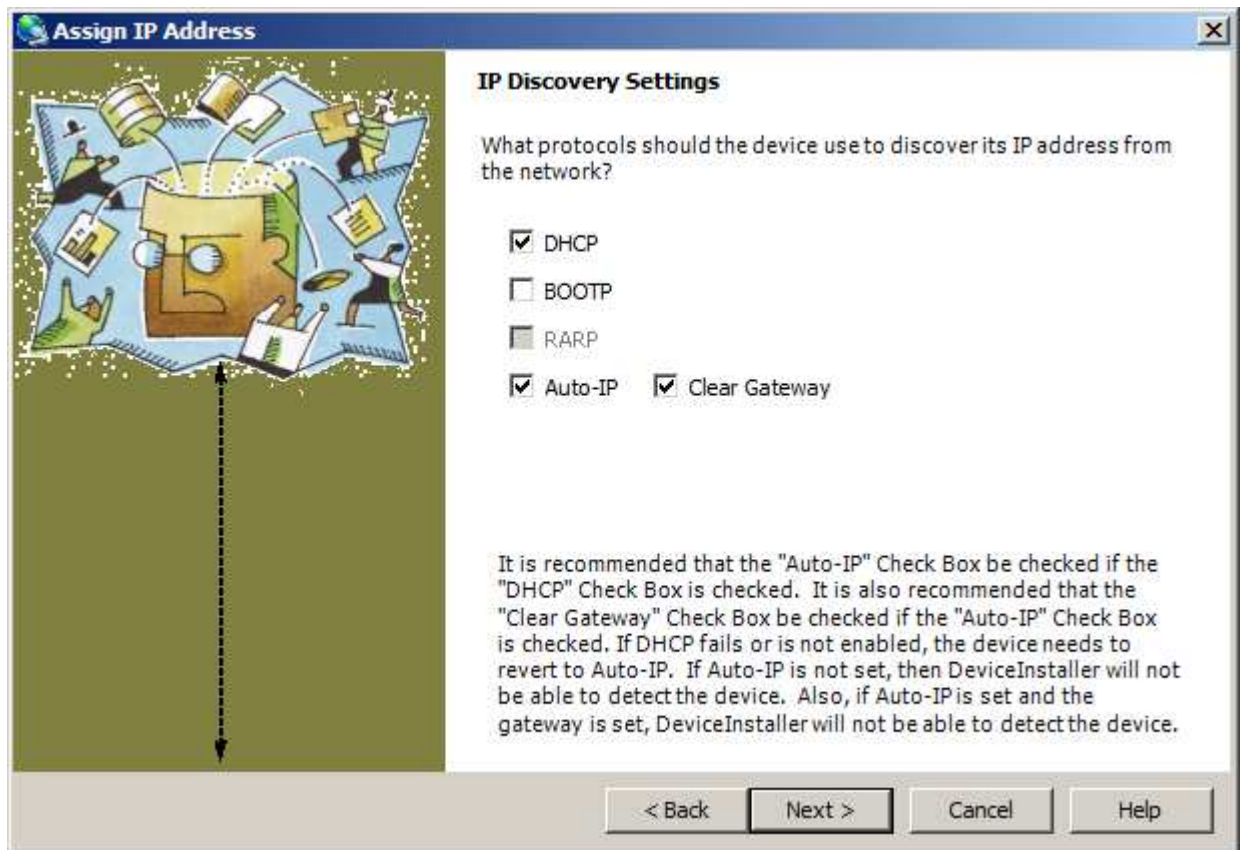 Assign IP Address
IP Discovery Settings
What protocols should the device use to discover its IP address from
the network?
DHCP
BOOTP
RARP
Auto-IP Clear Gateway
It is recommended that the "Auto-IP" Check Box be checked if the
"DHCP" Check Box is checked. It is also recommended that the
"Clear Gateway" Check Box be checked if the "Auto-IP" Check Box
is checked. If DHCP fails or is not enabled, the device needs to
revert to Auto-IP. If Auto-IP is not set, then DeviceInstaller will not
be able to detect the device. Also, if Auto-IP is set and the
gateway is set, DeviceInstaller will not be able to detect the device.
< Back Next > Cancel Help